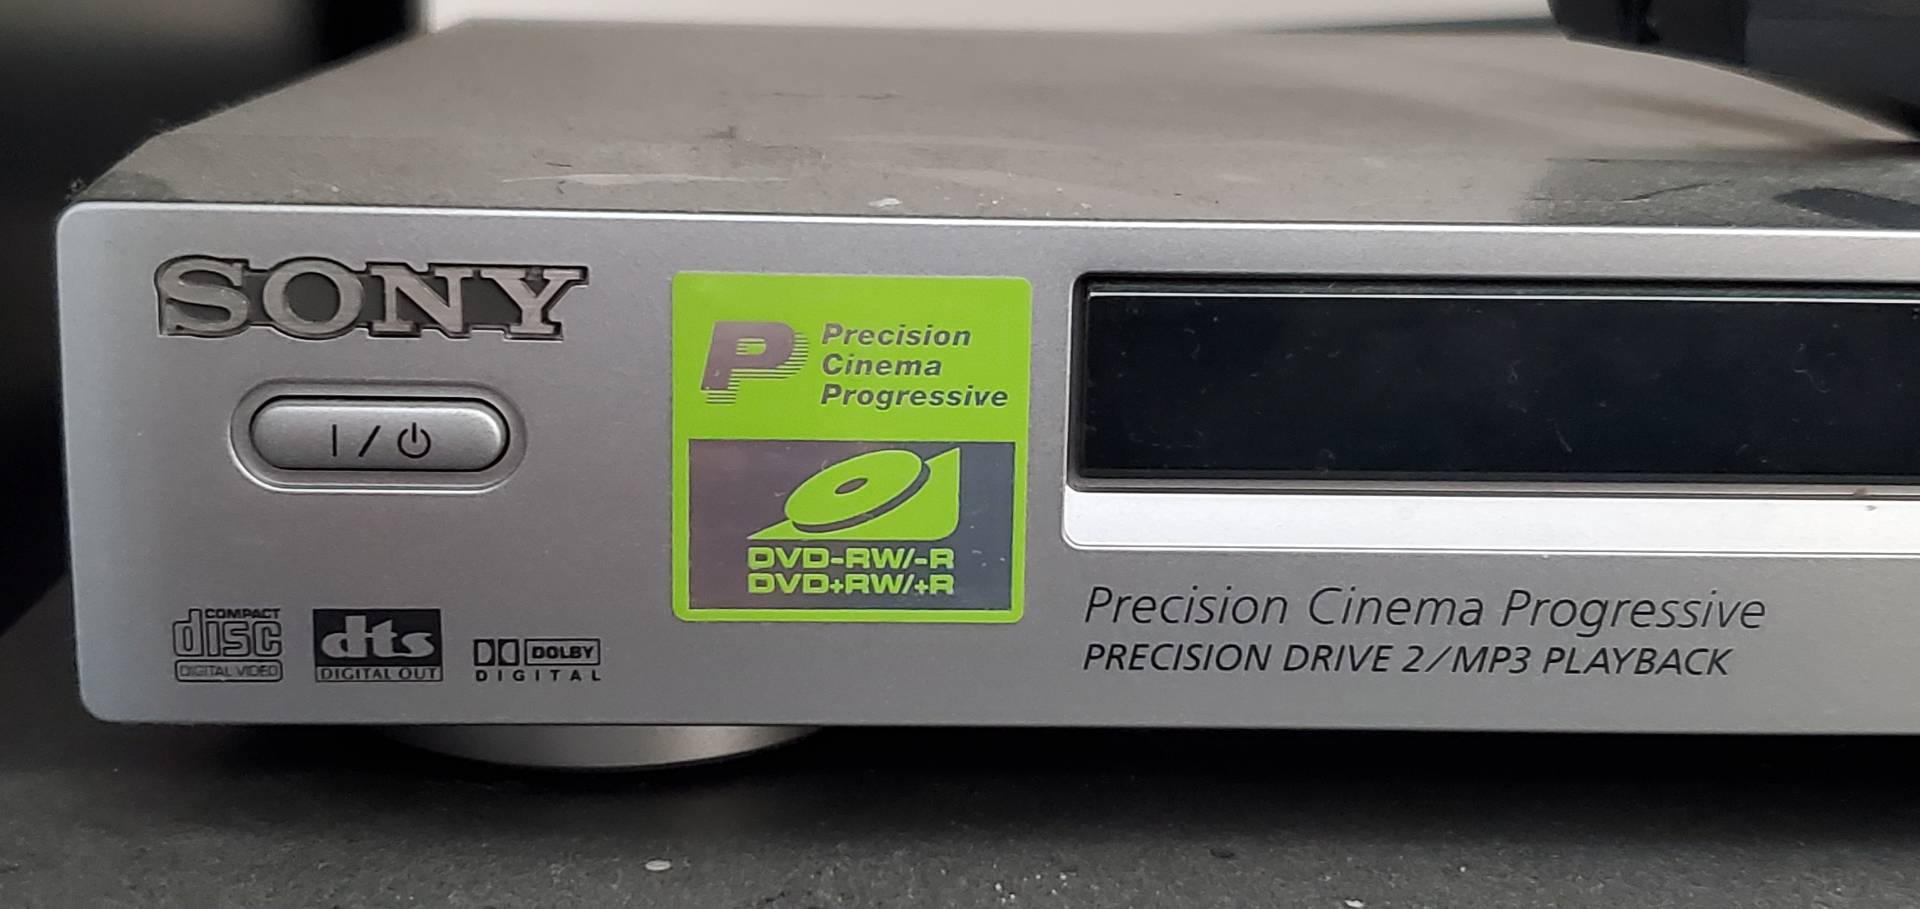 SONY
I / ⏻
COMPACT
disc
DIGITAL VIDEO
dts
DIGITAL OUT
DOLBY
DIGITAL
P
Precision
Cinema
Progressive
DVD-RW/-R
DVD+RW/+R
Precision Cinema Progressive
PRECISION DRIVE 2/MP3 PLAYBACK